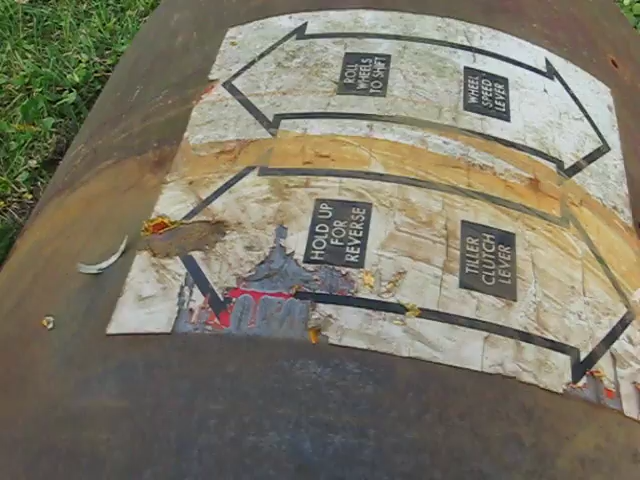 ROLL
WHEELS
TO SHIFT
WHEEL
SPEED
LEVER
HOLD UP
FOR
REVERSE
TILLER
CLUTCH
LEVER